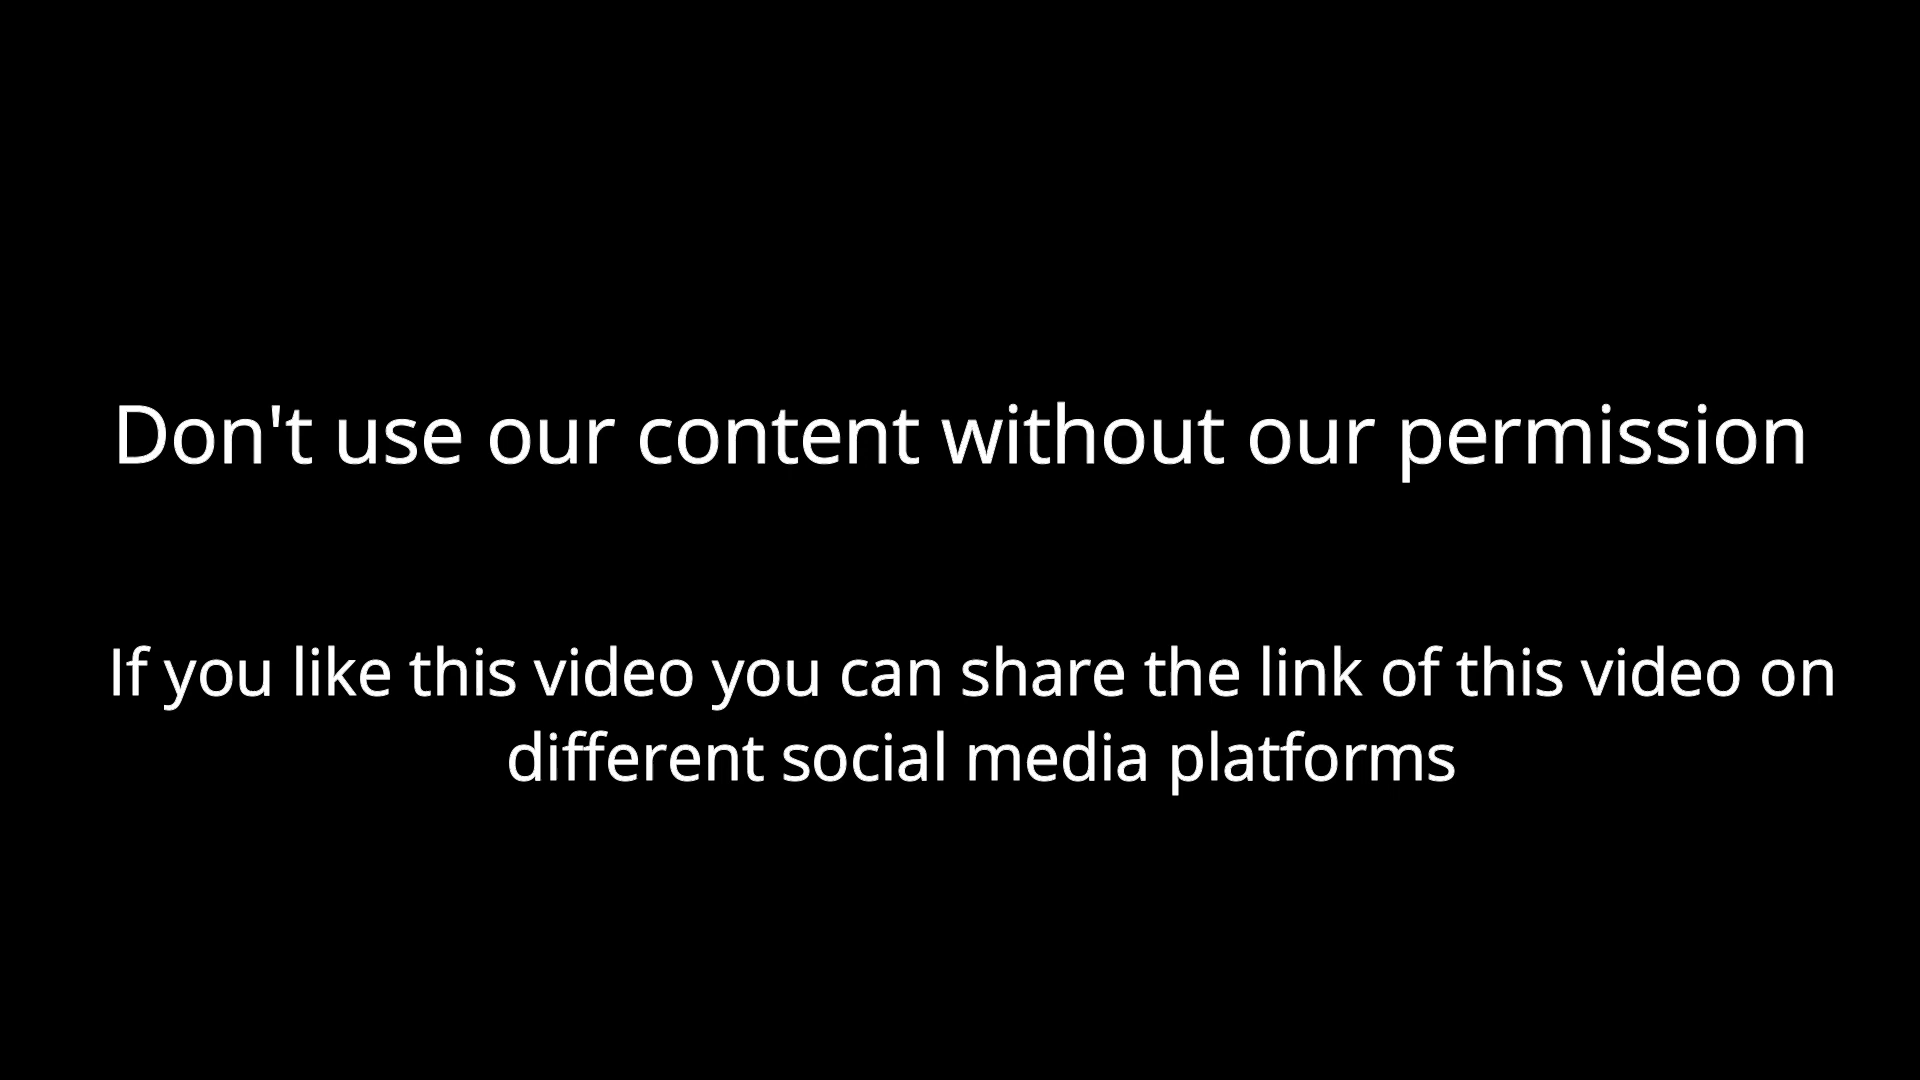 Don't use our content without our permission
If you like this video you can share the link of this video on
different social media platforms